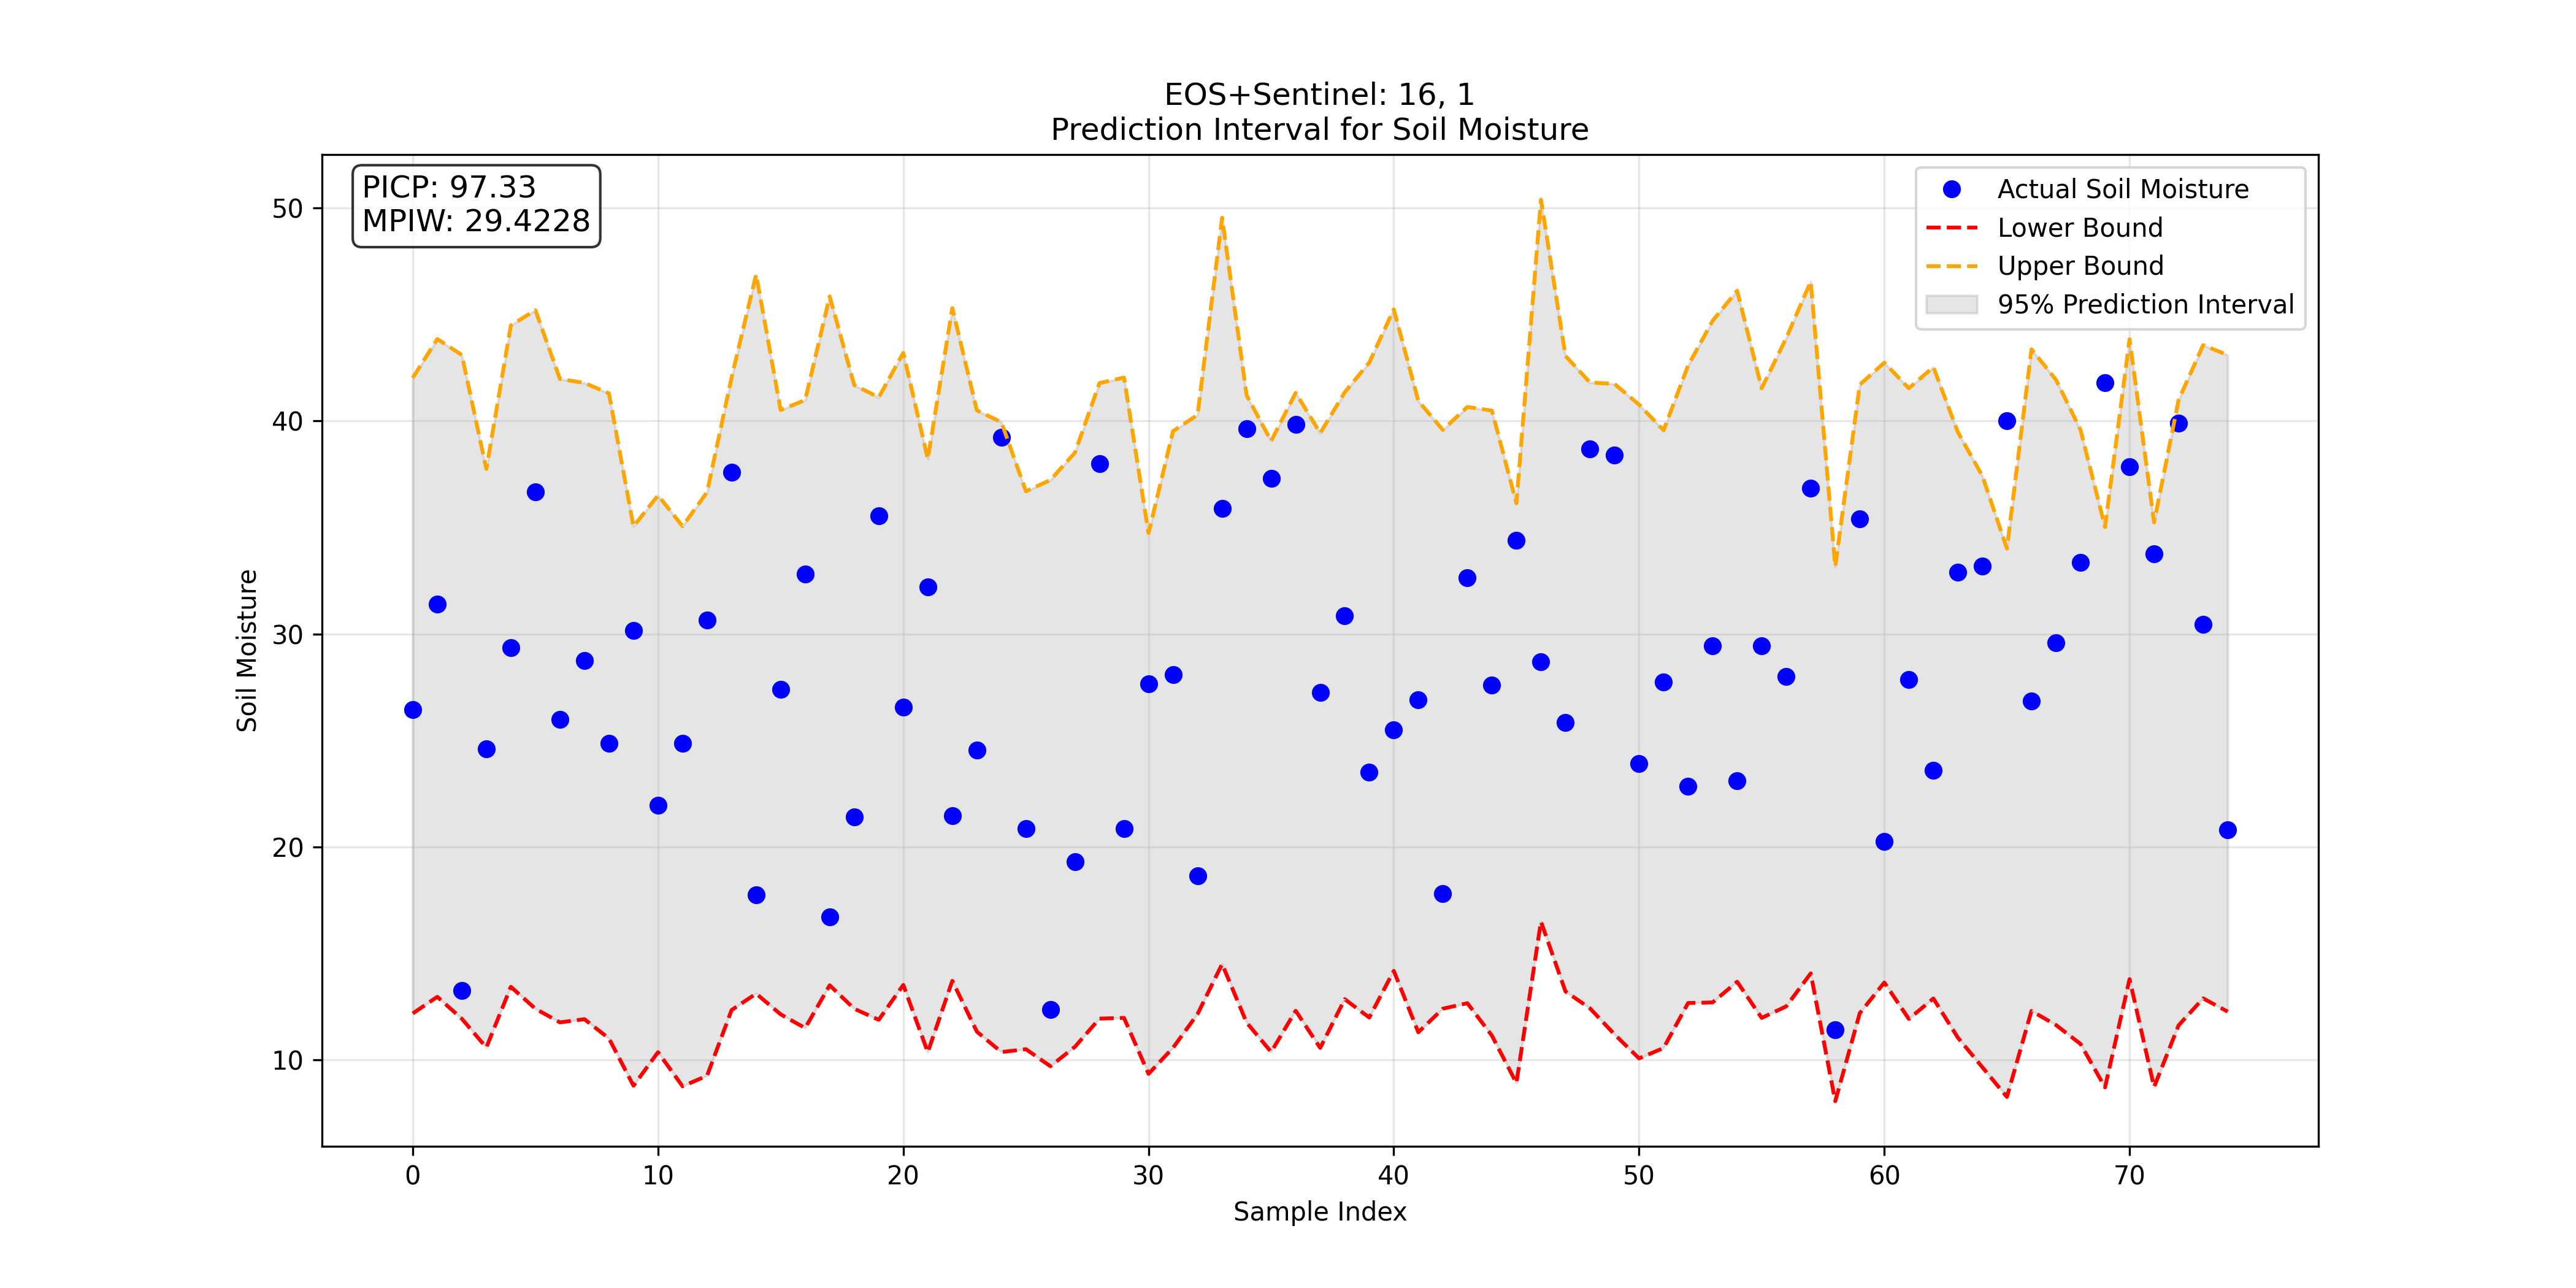 EOS+Sentinel: 16, 1
Prediction Interval for Soil Moisture
PICP: 97.33
MPIW: 29.4228
Actual Soil Moisture
Lower Bound
Upper Bound
95% Prediction Interval
50
40
30
20
10
Soil Moisture
0 10 20 30 40 50 60 70
Sample Index